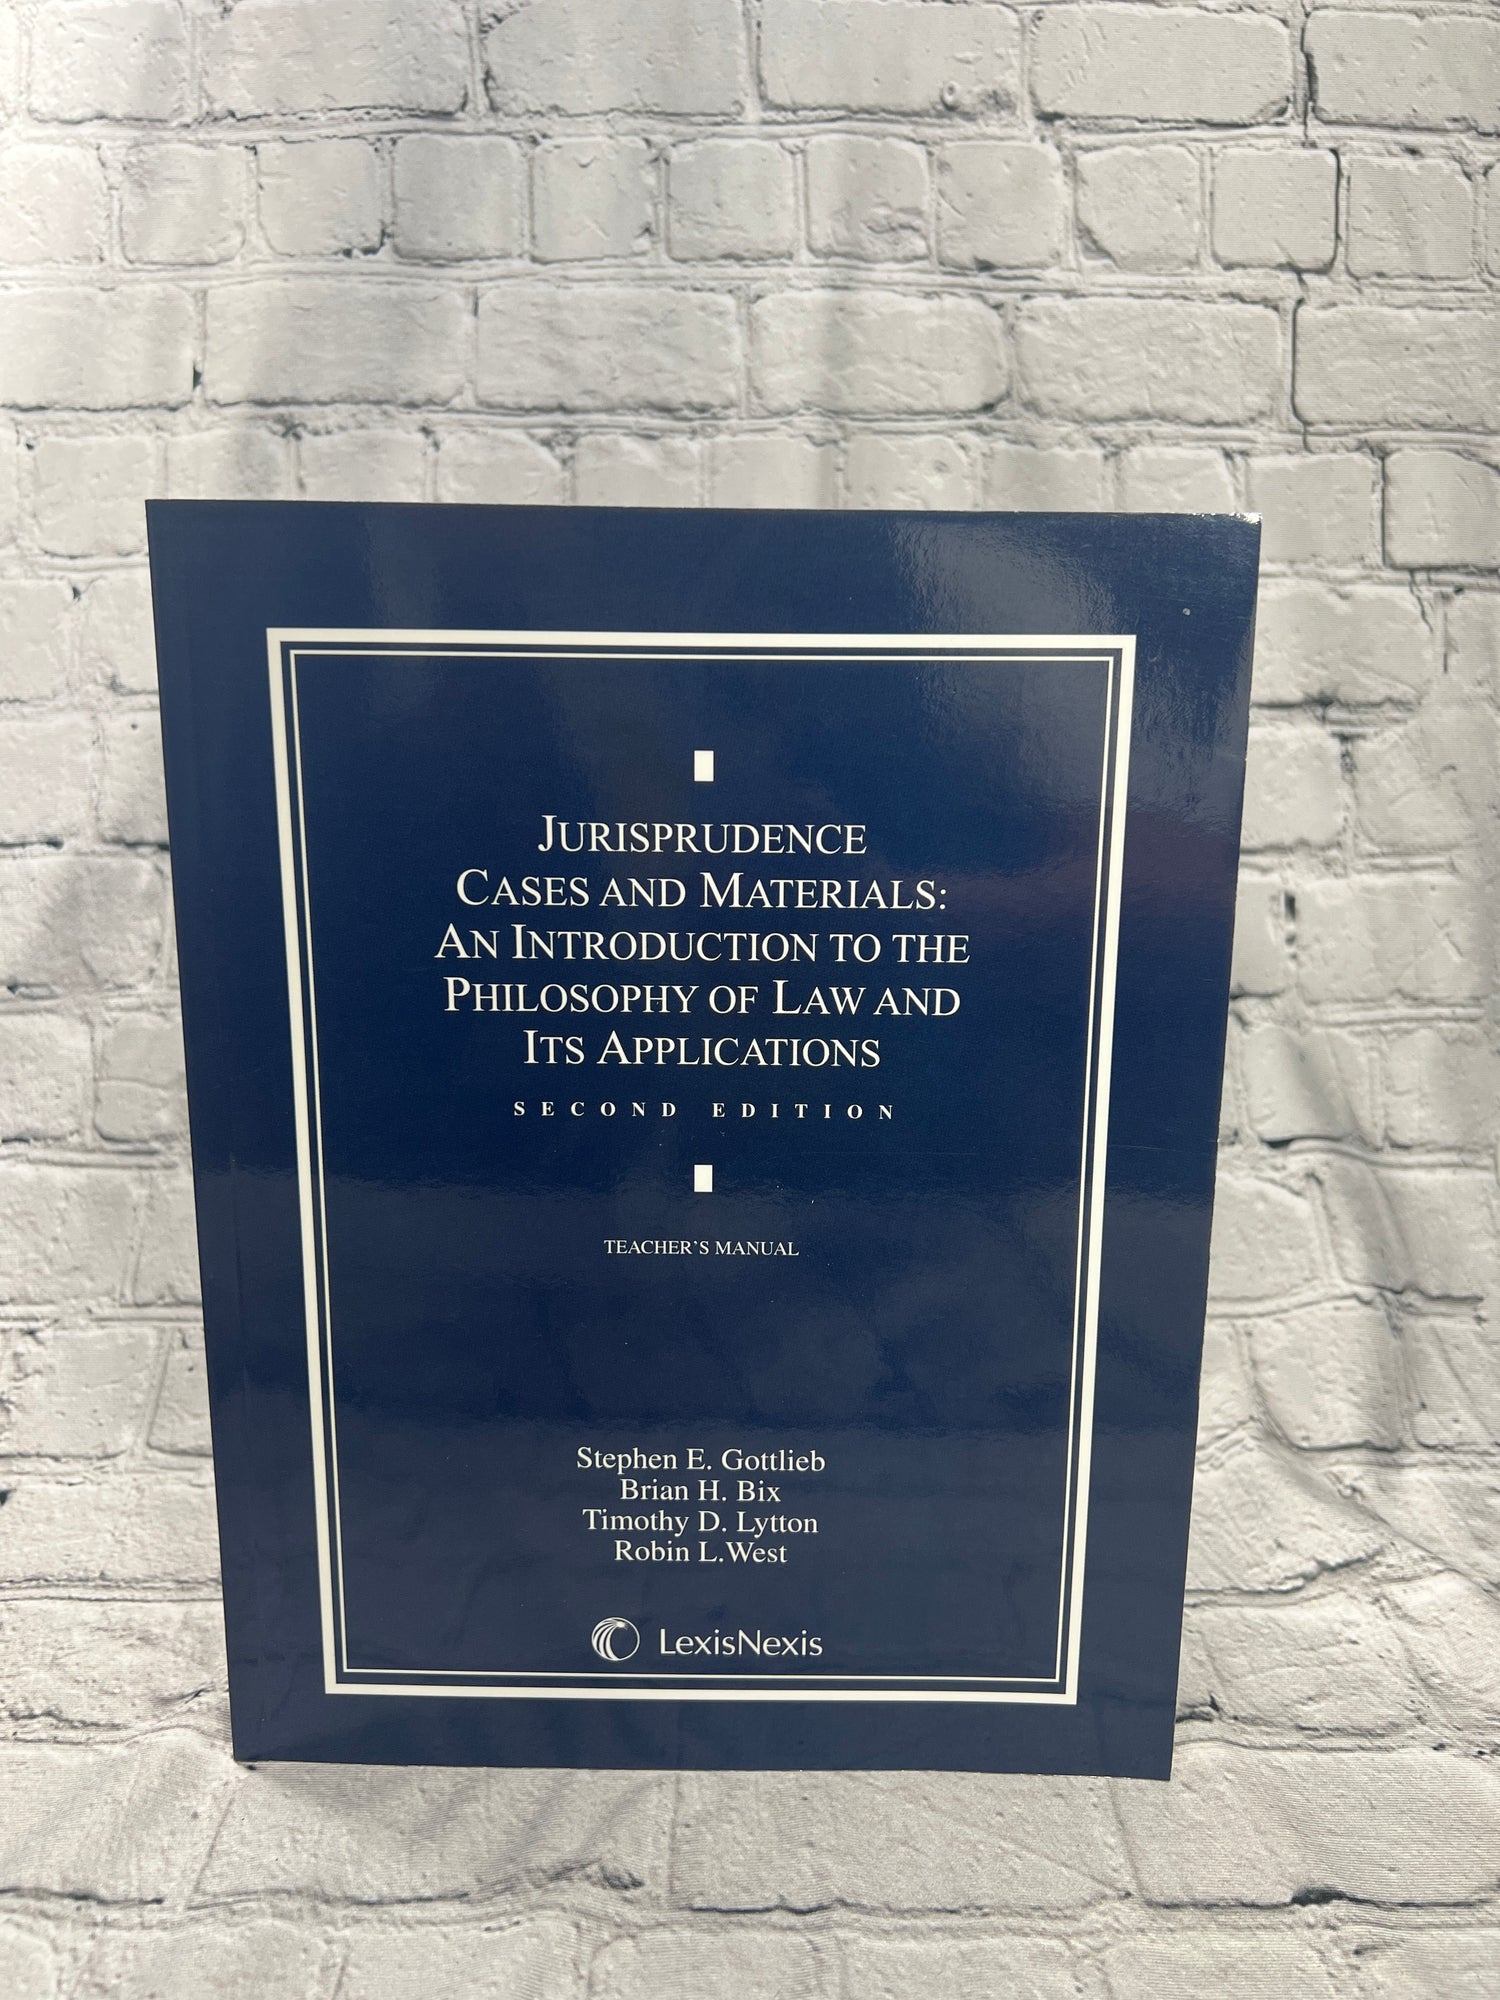 JURISPRUDENCE
CASES AND MATERIALS:
AN INTRODUCTION TO THE
PHILOSOPHY OF LAW AND
ITS APPLICATIONS
SECOND EDITION
TEACHER'S MANUAL
Stephen E. Gottlieb
Brian H. Bix
Timothy D. Lytton
Robin L.West
LexisNexis